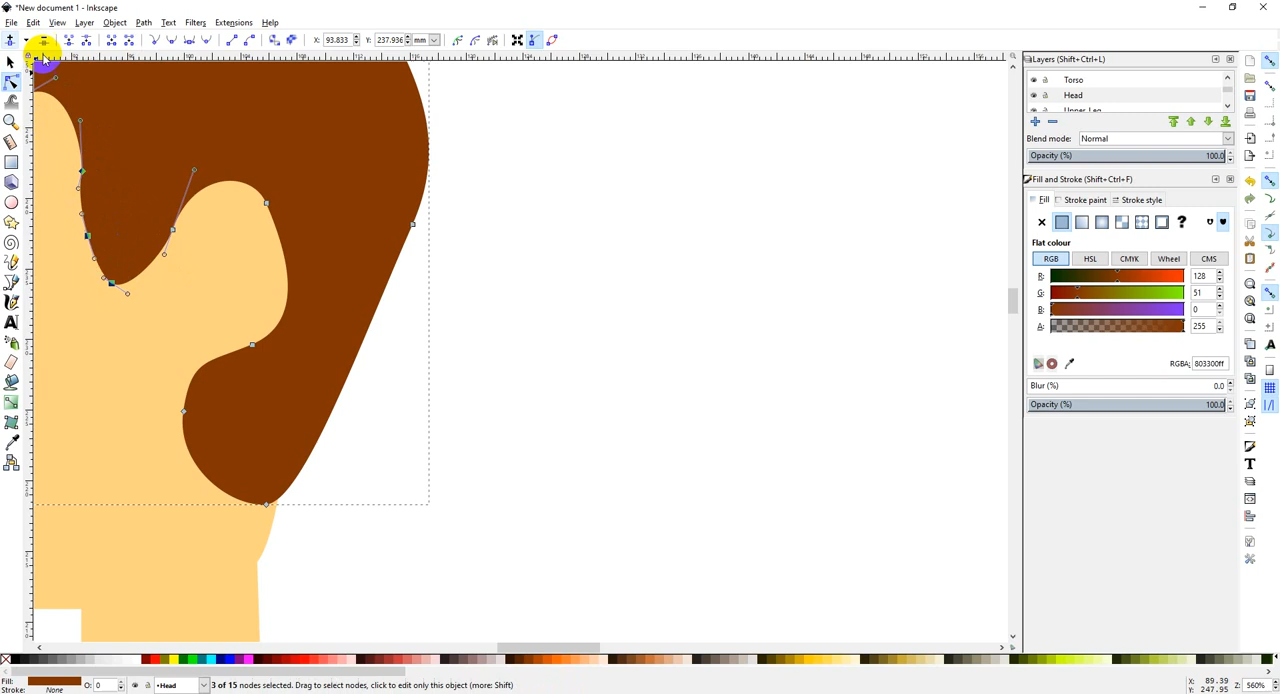 *New document 1 - Inkscape
File Edit View Layer Object Path Text Filters Extensions Help
X: 93.833 Y: 237.936 mm
Layers (Shift+Ctrl+L)
Torso
Head
Upper Leg
Blend mode: Normal
Opacity (%) 100.0
Fill and Stroke (Shift+Ctrl+F)
Fill Stroke paint Stroke style
Flat colour
RGB HSL CMYK Wheel CMS
R: 128
G: 51
B: 0
A: 255
RGBA: 803300ff
Blur (%) 0.0
Opacity (%) 100.0
Fill:
Stroke: None
O: 0
•Head
3 of 15 nodes selected. Drag to select nodes, click to edit only this object (more: Shift)
X: 89.39
Y: 247.95
Z: 560%